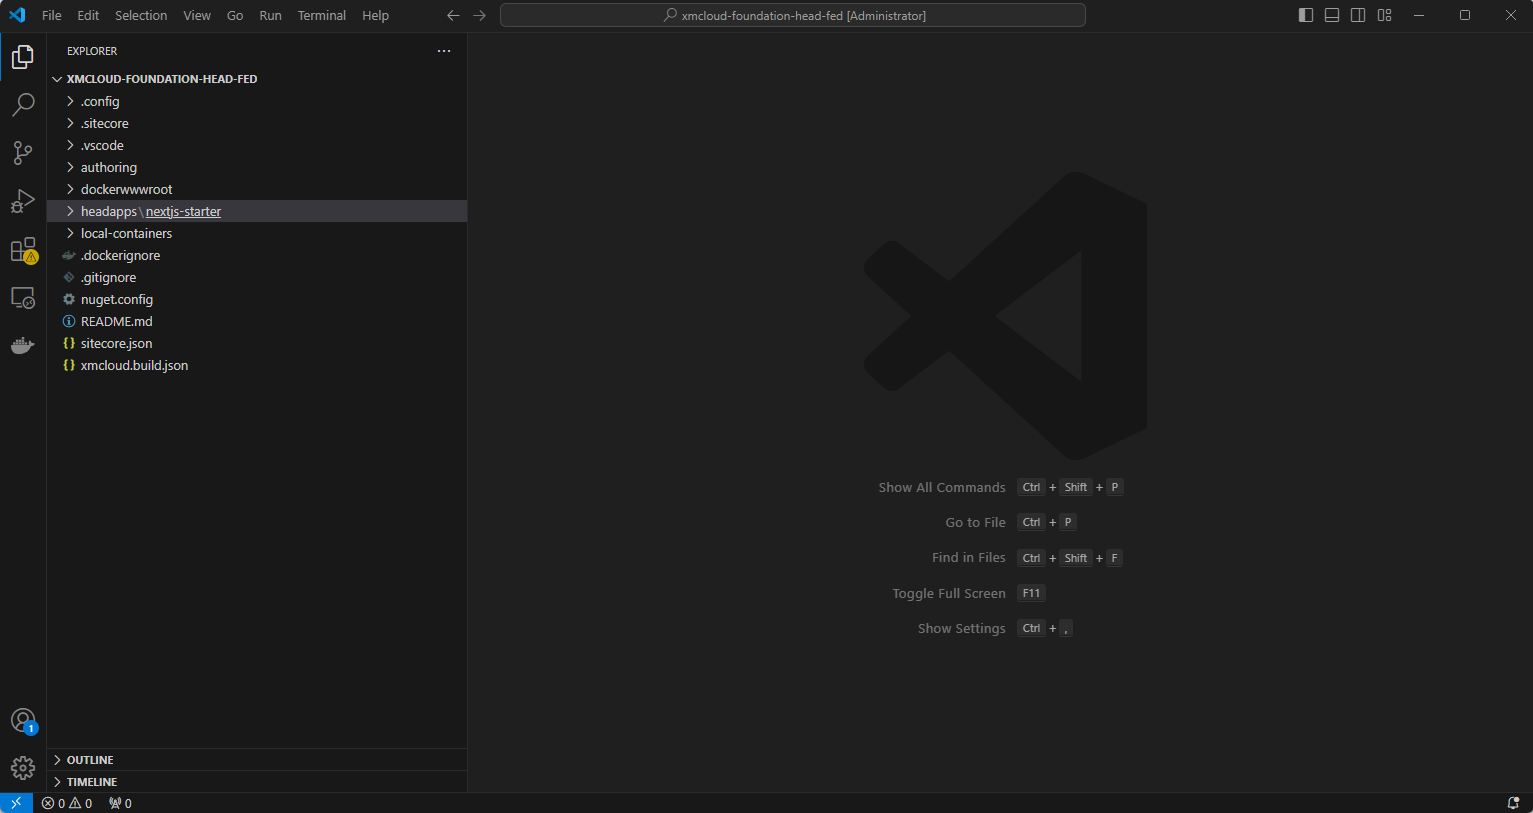 File Edit Selection View Go Run Terminal Help
xmcloud-foundation-head-fed [Administrator]
EXPLORER
XMCLOUD-FOUNDATION-HEAD-FED
.config
.sitecore
.vscode
authoring
dockerwwwroot
headapps\nextjs-starter
local-containers
.dockerignore
.gitignore
nuget.config
README.md
{} sitecore.json
{} xmcloud.build.json
Show All Commands Ctrl + Shift + P
Go to File Ctrl + P
Find in Files Ctrl + Shift + F
Toggle Full Screen F11
Show Settings Ctrl + ,
1
OUTLINE
TIMELINE
0 0 0